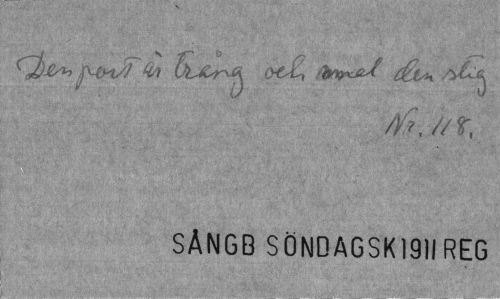 Den port är trång och smal den stig
Nr. 118.
SÅNGB SÖNDAGSK 1911 REG